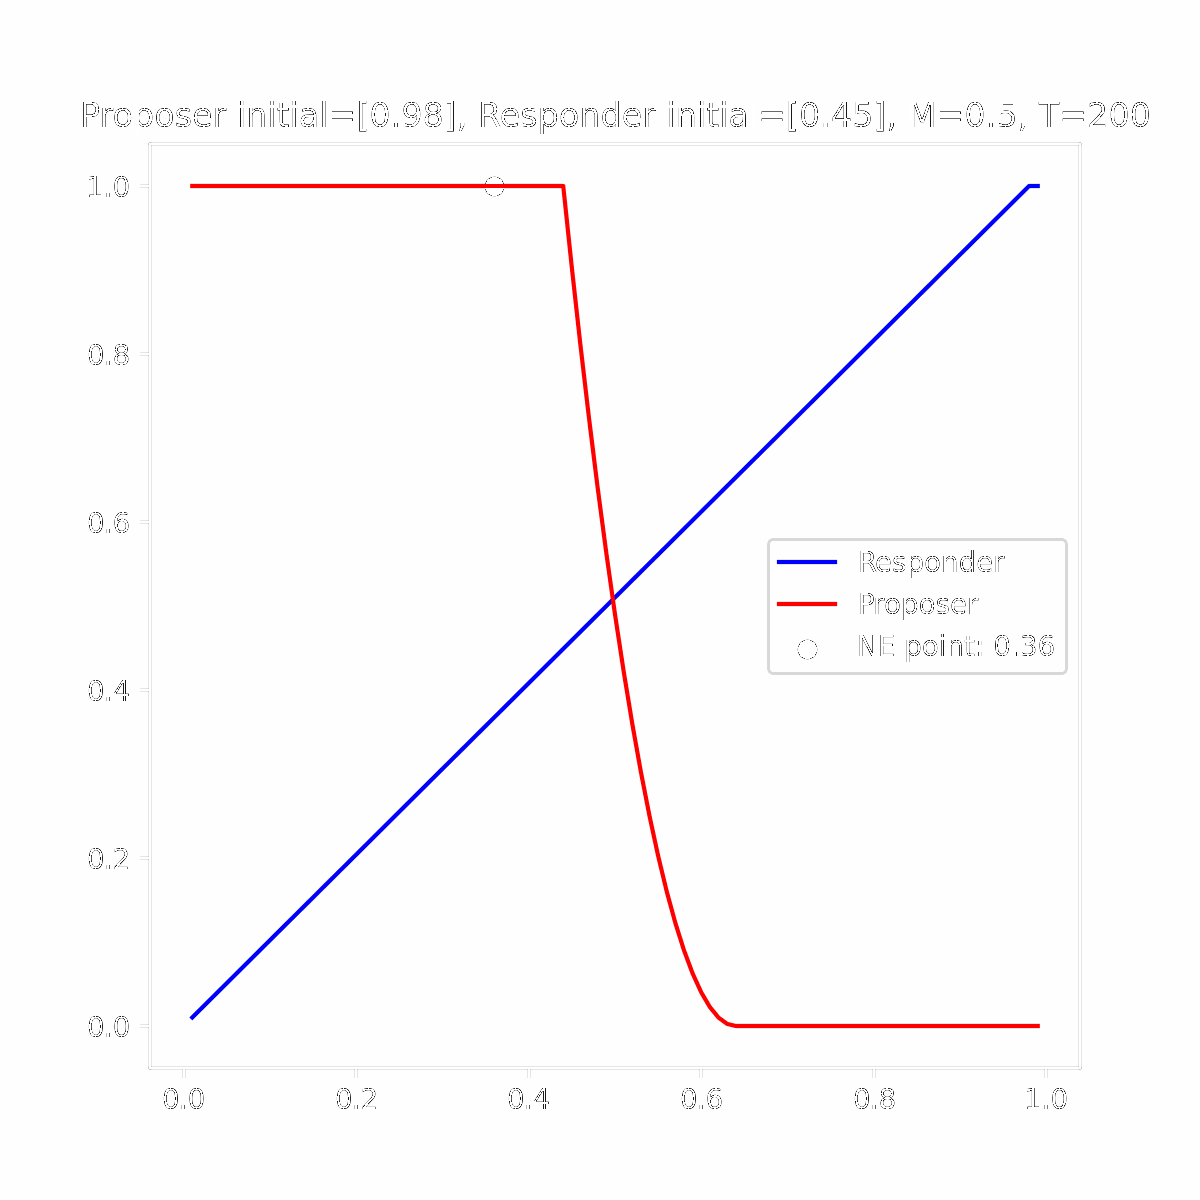 Proposer initial=[0.98], Responder initia =[0.45], M=0.5, T=200
1.0
0.8
0.6
0.4
0.2
0.0
0.0 0.2 0.4 0.6 0.8 1.0
Responder
Proposer
NE point: 0.36